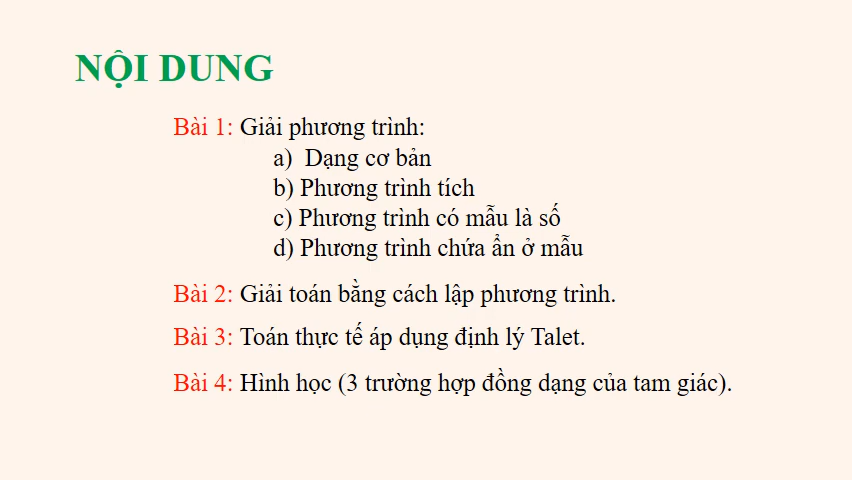 NỘI DUNG
Bài 1: Giải phương trình:
a) Dạng cơ bản
b) Phương trình tích
c) Phương trình có mẫu là số
d) Phương trình chứa ẩn ở mẫu
Bài 2: Giải toán bằng cách lập phương trình.
Bài 3: Toán thực tế áp dụng định lý Talet.
Bài 4: Hình học (3 trường hợp đồng dạng của tam giác).